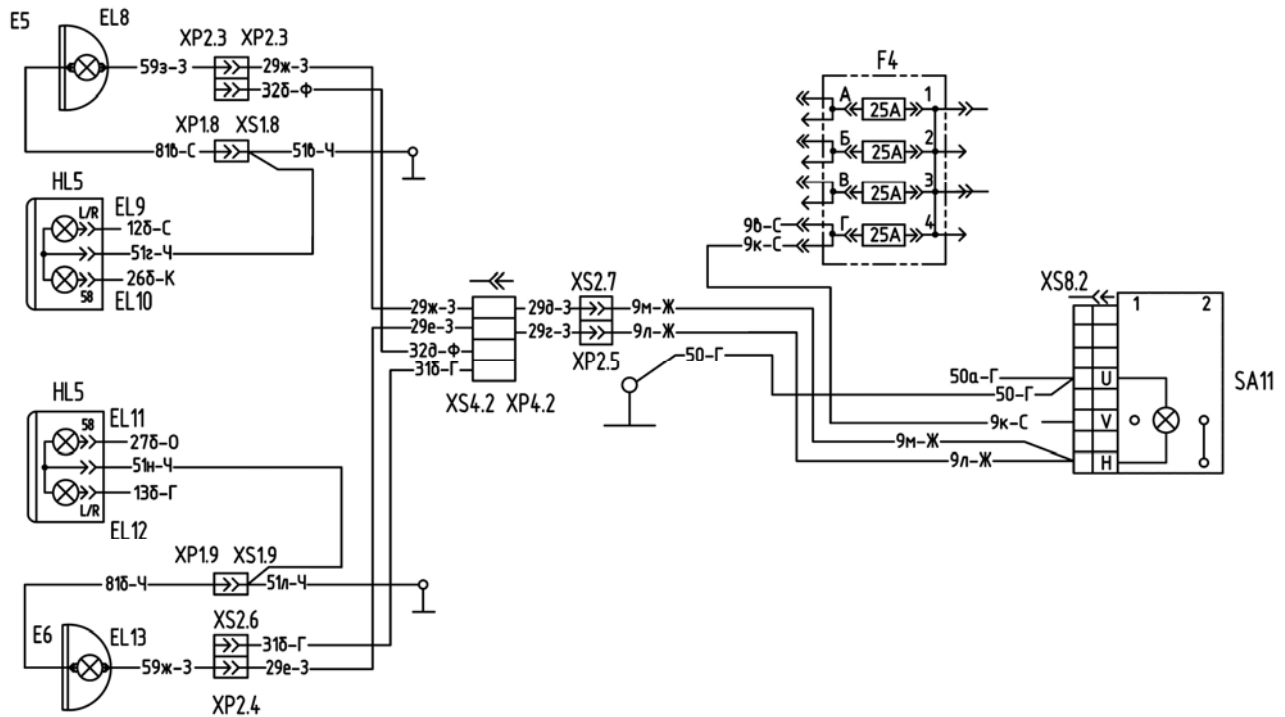 E5
EL8
XP2.3 XP2.3
59з-З
29ж-З
32б-Ф
XP1.8 XS1.8
81в-С
51в-Ч
HL5
L/R
EL9
12б-С
51г-Ч
26б-К
58
EL10
F4
А
25А
1
Б
25А
2
В
25А
3
Г
25А
4
9в-С
9к-С
29ж-З
29е-З
32д-Ф
31б-Г
XS4.2 XP4.2
29д-З
29г-З
XS2.7
9м-Ж
9л-Ж
XP2.5
50-Г
XS8.2
1
2
50а-Г
50-Г
U
9к-С
V
9м-Ж
9л-Ж
H
SA11
HL5
58
EL11
27б-О
51н-Ч
13б-Г
L/R
EL12
XP1.9 XS1.9
81б-Ч
51л-Ч
XS2.6
E6
EL13
31б-Г
59ж-З
29е-З
XP2.4